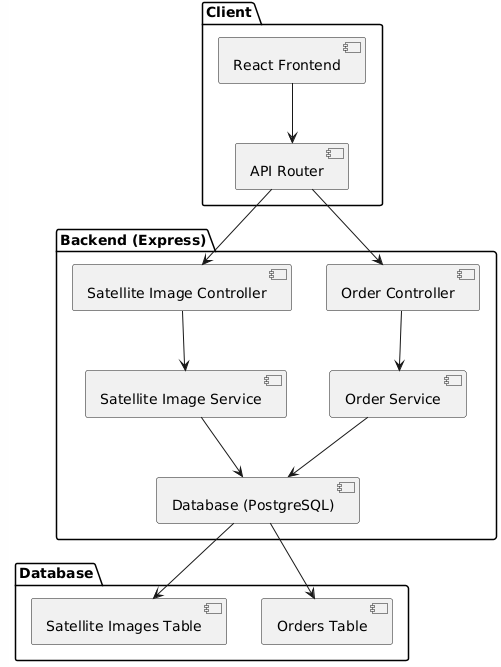 Client
React Frontend
API Router
Backend (Express)
Satellite Image Controller
Order Controller
Satellite Image Service
Order Service
Database (PostgreSQL)
Database
Satellite Images Table
Orders Table